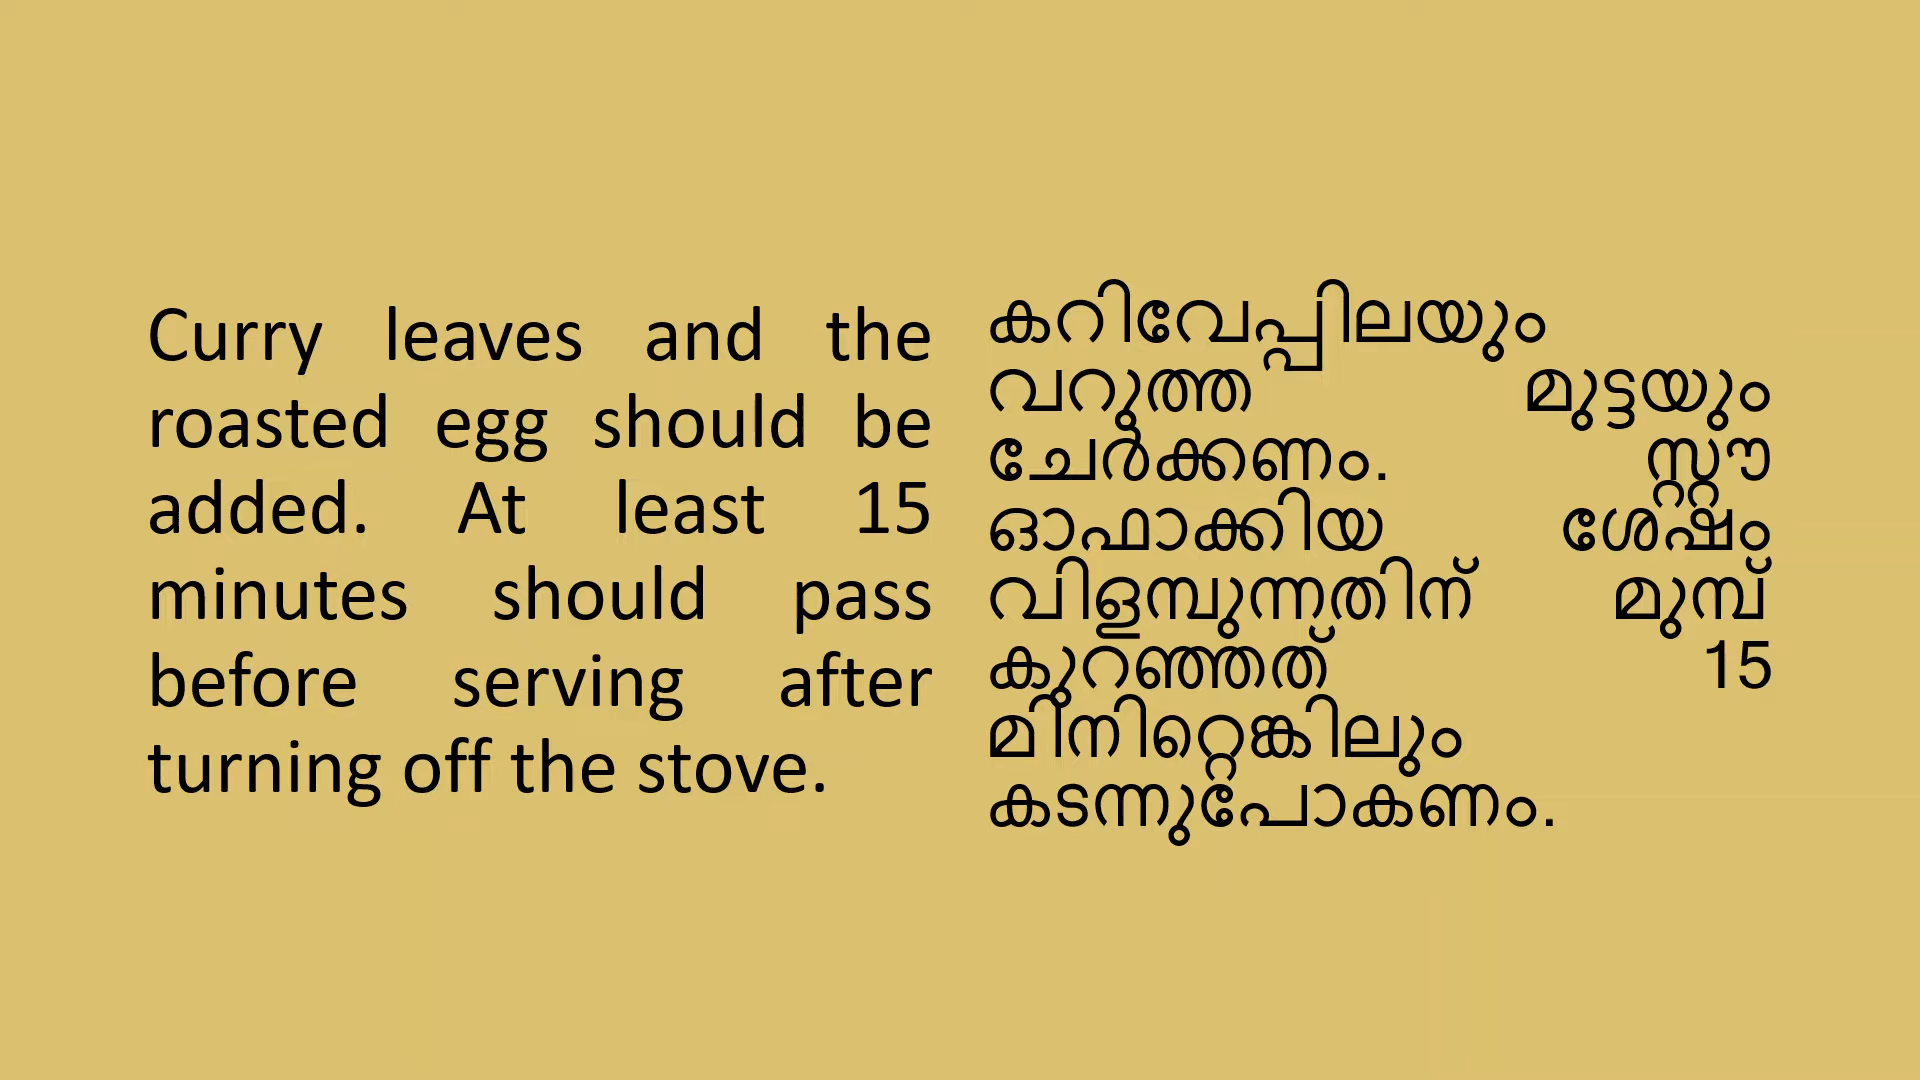 Curry leaves and the
roasted egg should be
added. At least 15
minutes should pass
before serving after
turning off the stove.
കറിവേപ്പിലയും
വറുത്ത മുട്ടയും
ചേർക്കണം. സ്റ്റൗ
ഓഫാക്കിയ ശേഷം
വിളമ്പുന്നതിന് മുമ്പ്
കുറഞ്ഞത് 15
മിനിറ്റെങ്കിലും
കടന്നുപോകണം.